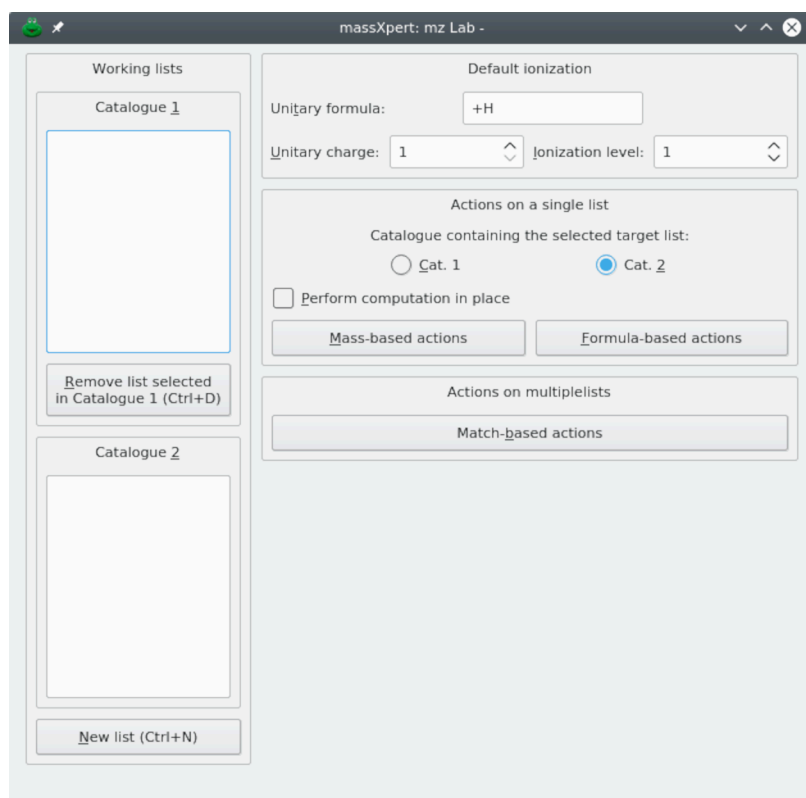 massXpert: mz Lab -
Working lists
Catalogue 1
Remove list selected
in Catalogue 1 (Ctrl+D)
Catalogue 2
New list (Ctrl+N)
Default ionization
Unitary formula: +H
Unitary charge: 1 Ionization level: 1
Actions on a single list
Catalogue containing the selected target list:
Cat. 1 Cat. 2
Perform computation in place
Mass-based actions Formula-based actions
Actions on multiplelists
Match-based actions